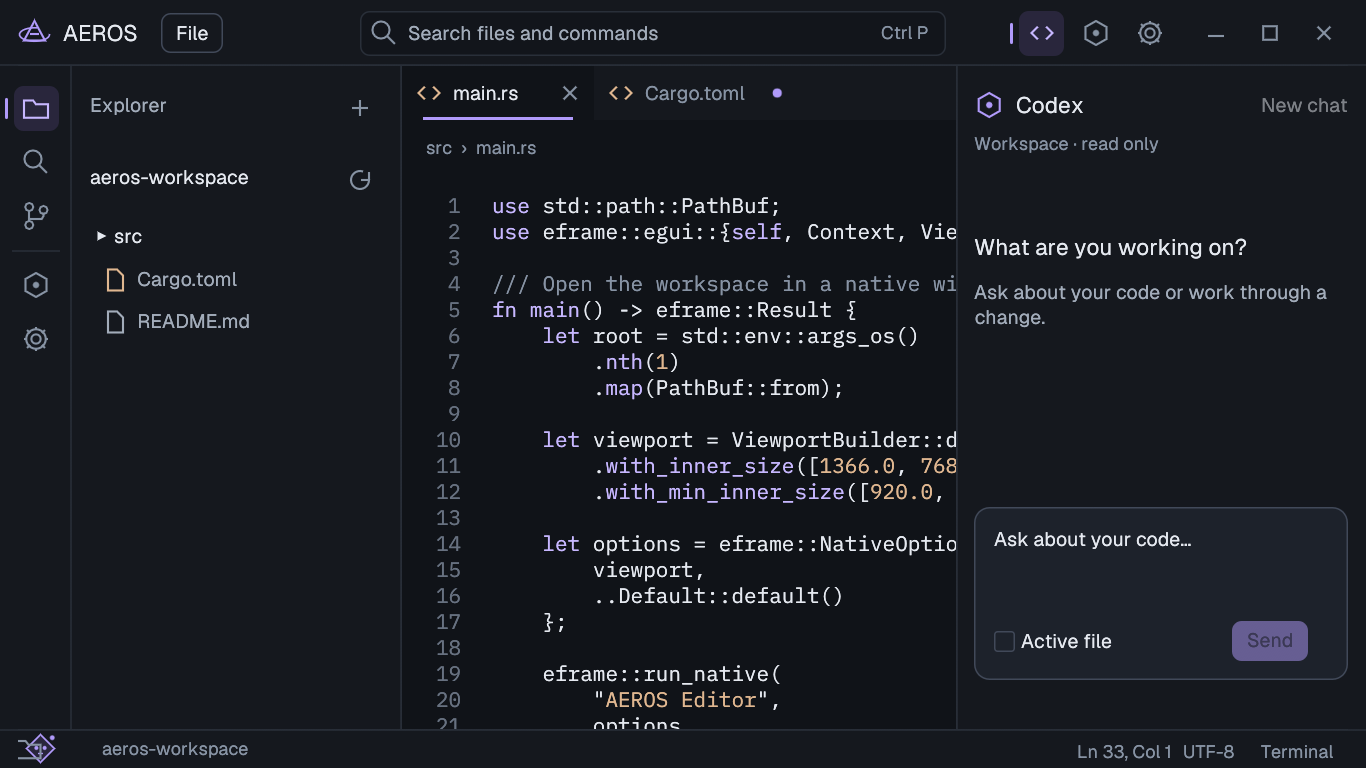 AEROS File Search files and commands Ctrl P
Explorer
aeros-workspace
src
Cargo.toml
README.md
main.rs Cargo.toml
src › main.rs
1 use std::path::PathBuf;
2 use eframe::egui::{self, Context, Vie
3
4 /// Open the workspace in a native wi
5 fn main() -> eframe::Result {
6 let root = std::env::args_os()
7 .nth(1)
8 .map(PathBuf::from);
9
10 let viewport = ViewportBuilder::d
11 .with_inner_size([1366.0, 768
12 .with_min_inner_size([920.0,
13
14 let options = eframe::NativeOptio
15 viewport,
16 ..Default::default()
17 };
18
19 eframe::run_native(
20 "AEROS Editor",
21 options
Codex New chat
Workspace · read only
What are you working on?
Ask about your code or work through a
change.
Ask about your code…
Active file Send
aeros-workspace Ln 33, Col 1 UTF-8 Terminal